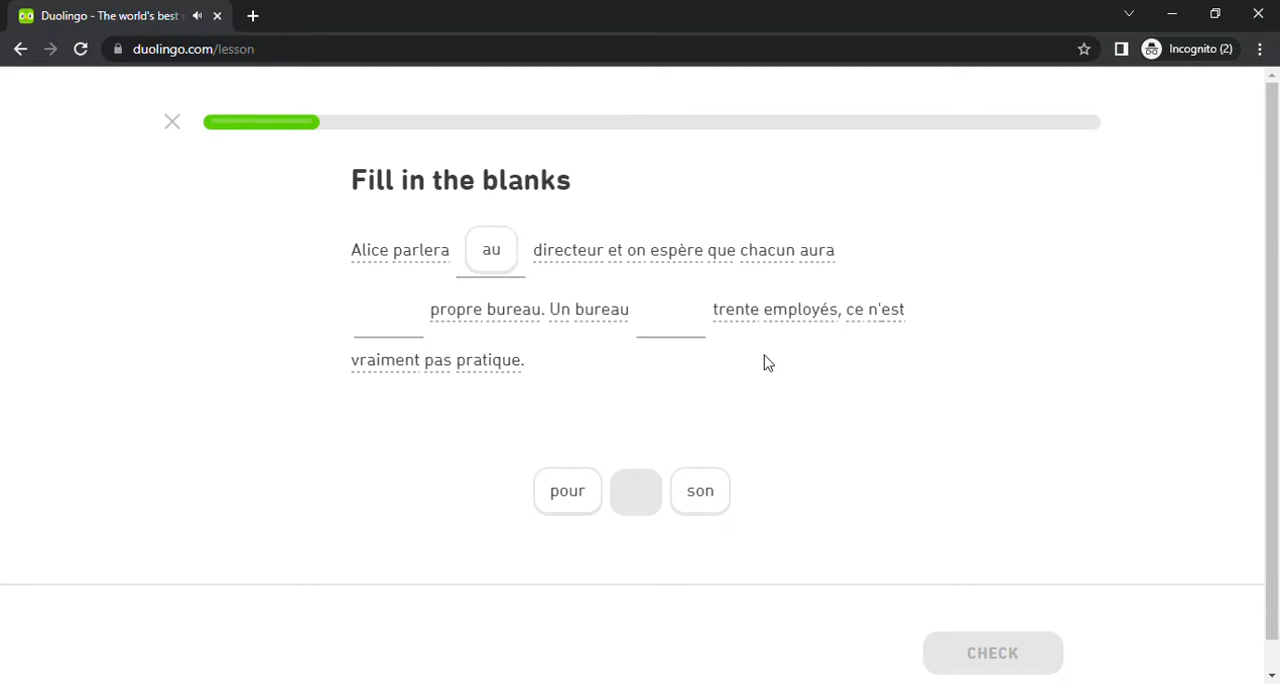 Duolingo - The world's best
duolingo.com/lesson
Incognito (2)
Fill in the blanks
Alice parlera au directeur et on espère que chacun aura
propre bureau. Un bureau trente employés, ce n'est
vraiment pas pratique.
pour son
CHECK